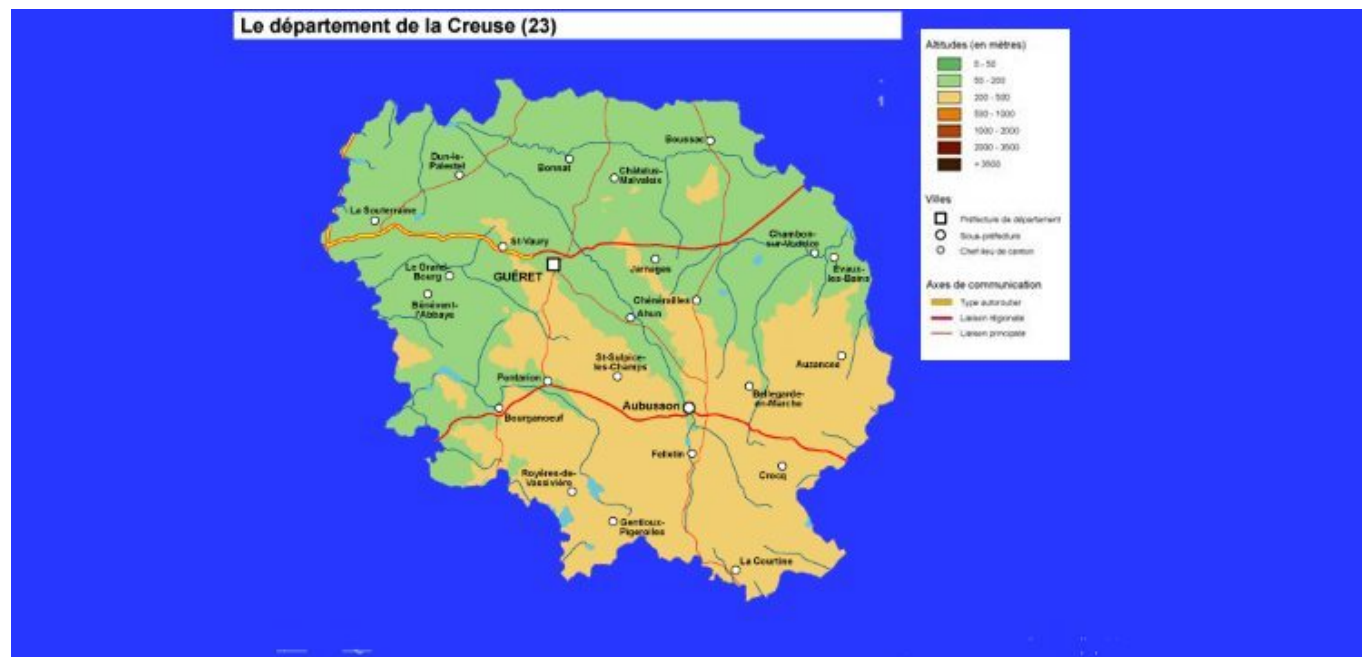 Le département de la Creuse (23)
Altitudes (en mètres)
0 - 50
50 - 200
200 - 500
500 - 1000
1000 - 2000
2000 - 3500
+ 3500
Villes
Préfecture de département
Sous-préfecture
Chef lieu de canton
Axes de communication
Type autoroutier
Liaison régionale
Liaison principale
Boussac
Dun-le-
Palestel
Bonnat
Châtelus-
Malvaleix
La Souterraine
St-Vaury
Chambon-
sur-Vouèize
Le Grand-
Bourg
GUÉRET
Jarnages
Évaux-
les-Bains
Bénévent-
l'Abbaye
Chénérailles
Ahun
St-Sulpice-
les-Champs
Auzances
Pontarion
Bellegarde-
en-Marche
Aubusson
Bourganeuf
Felletin
Crocq
Royères-de-
Vassivière
Gentioux-
Pigerolles
La Courtine